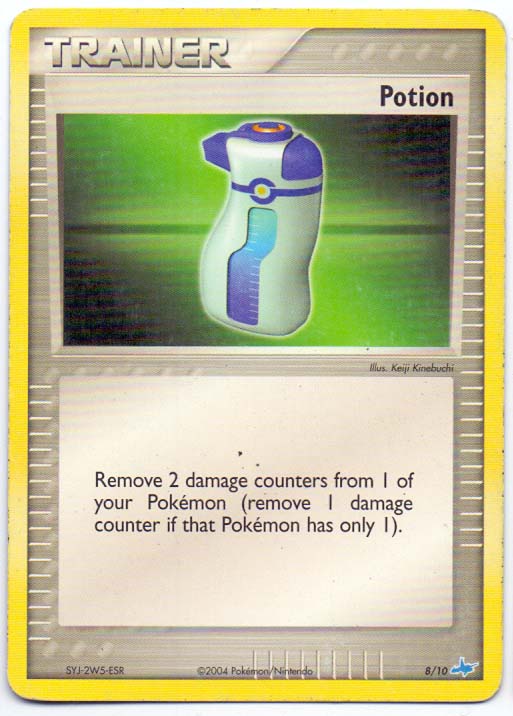 TRAINER
Potion
Illus. Keiji Kinebuchi
Remove 2 damage counters from 1 of
your Pokémon (remove 1 damage
counter if that Pokémon has only 1).
SYJ-2W5-ESR ©2004 Pokémon/Nintendo 8/10